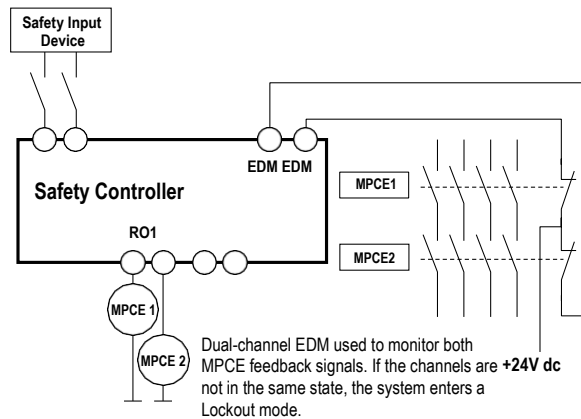 Safety Input
Device
EDM EDM
Safety Controller
MPCE1
RO1
MPCE2
MPCE 1
MPCE 2
Dual-channel EDM used to monitor both
MPCE feedback signals. If the channels are +24V dc
not in the same state, the system enters a
Lockout mode.